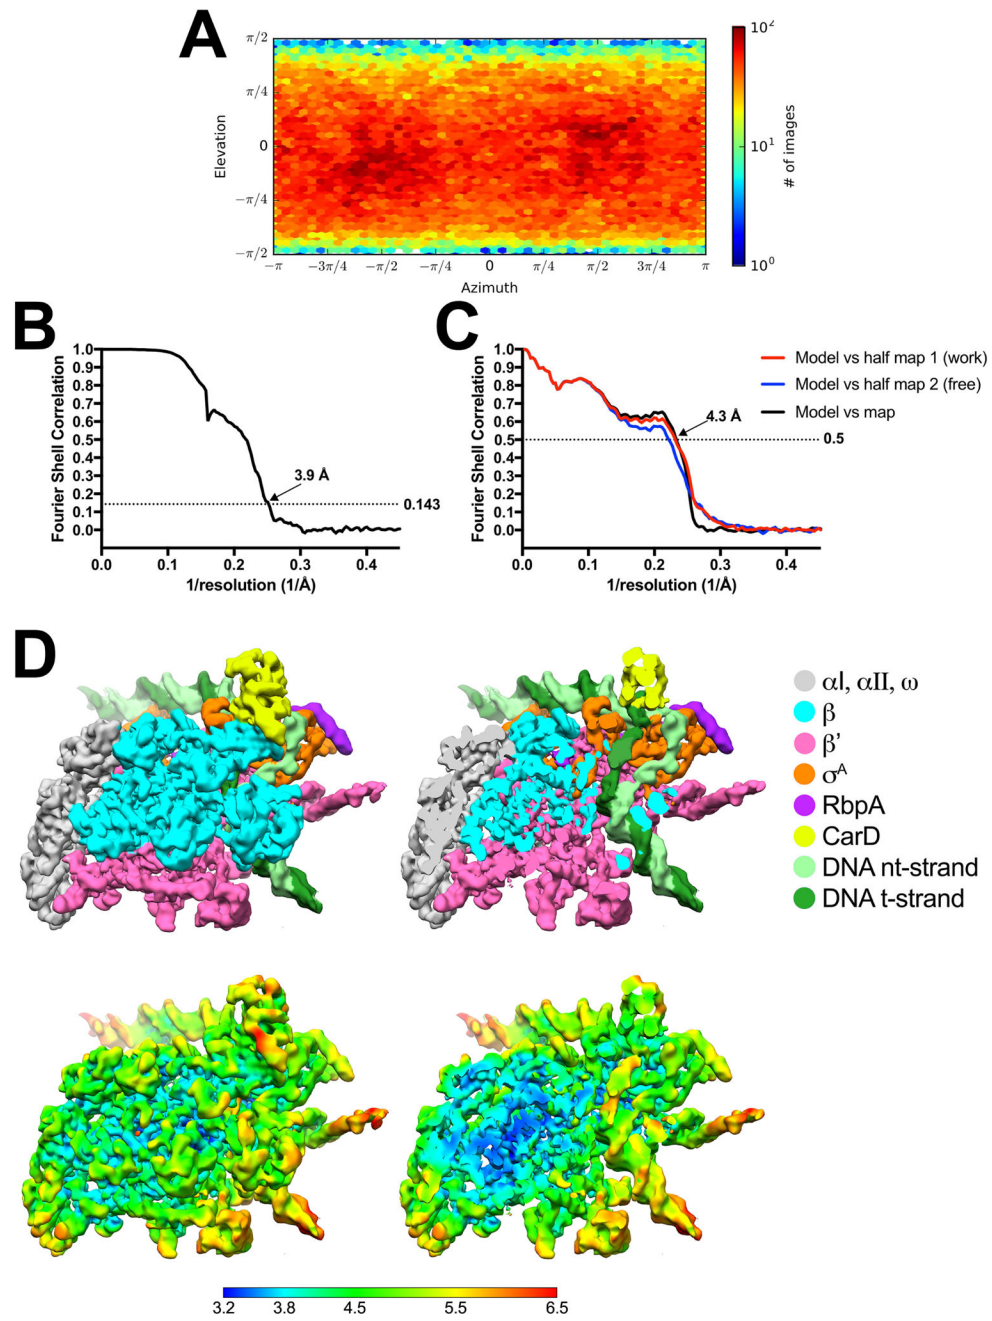 A
π/2
π/4
0
−π/4
−π/2
Elevation
−π
−3π/4
−π/2
−π/4
0
π/4
π/2
3π/4
π
Azimuth
10²
10¹
10⁰
# of images
B
Fourier Shell Correlation
1.0
0.9
0.8
0.7
0.6
0.5
0.4
0.3
0.2
0.1
0.0
3.9 Å
0.143
0.0
0.1
0.2
0.3
0.4
1/resolution (1/Å)
C
Fourier Shell Correlation
1.0
0.9
0.8
0.7
0.6
0.5
0.4
0.3
0.2
0.1
0.0
4.3 Å
0.5
Model vs half map 1 (work)
Model vs half map 2 (free)
Model vs map
0.0
0.1
0.2
0.3
0.4
1/resolution (1/Å)
D
αI, αII, ω
β
β’
σᴬ
RbpA
CarD
DNA nt-strand
DNA t-strand
3.2
3.8
4.5
5.5
6.5